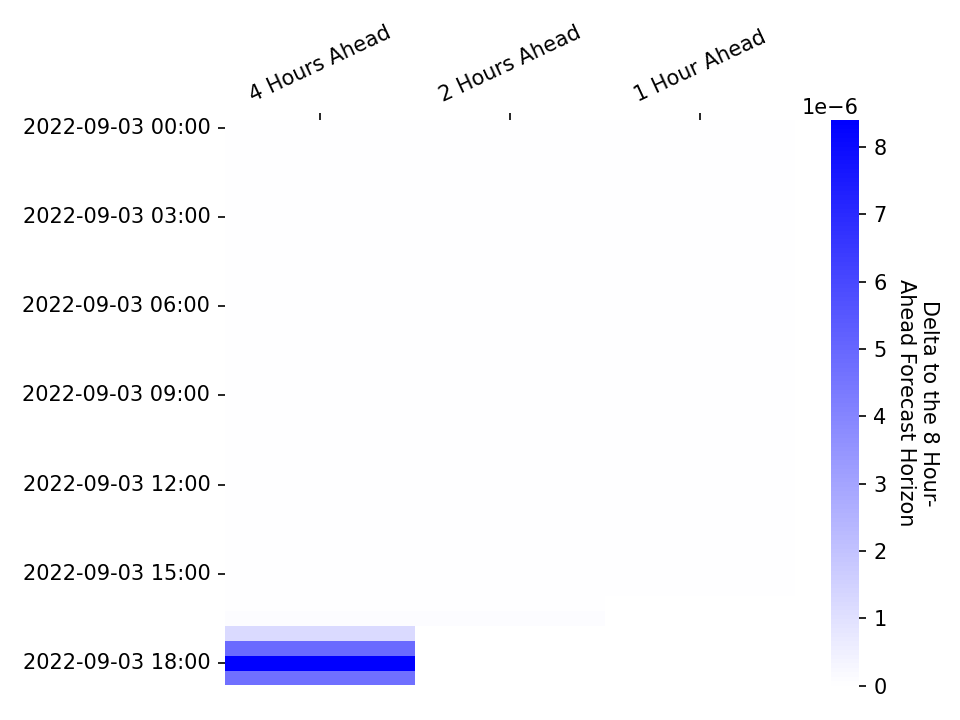 4 Hours Ahead
2 Hours Ahead
1 Hour Ahead
1e−6
2022-09-03 00:00
2022-09-03 03:00
2022-09-03 06:00
2022-09-03 09:00
2022-09-03 12:00
2022-09-03 15:00
2022-09-03 18:00
8
7
6
5
4
3
2
1
0
Delta to the 8 Hour-
Ahead Forecast Horizon